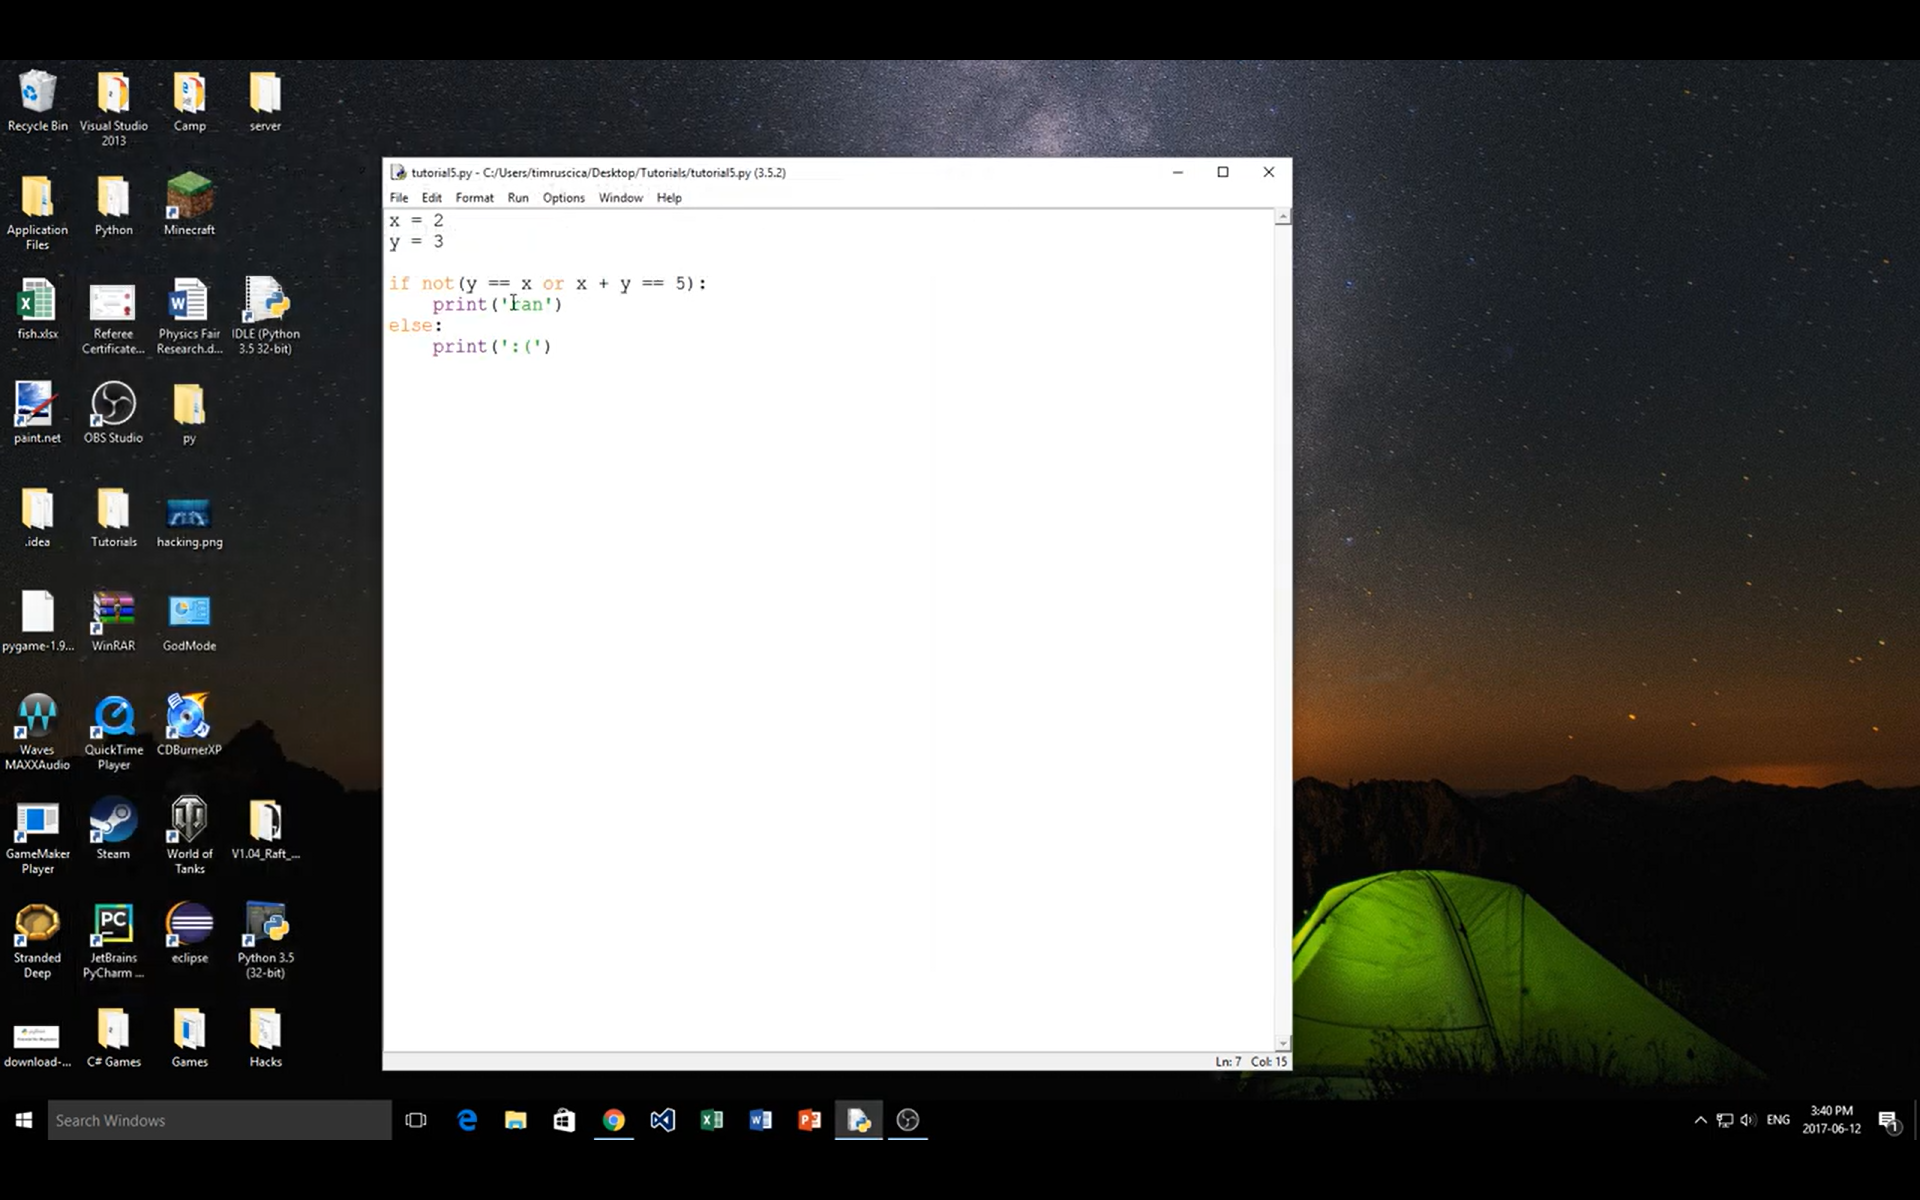 Recycle Bin
Visual Studio 2013
Camp
server
Application Files
Python
Minecraft
fish.xlsx
Referee Certificate...
Physics Fair Research.d...
IDLE (Python 3.5 32-bit)
paint.net
OBS Studio
py
.idea
Tutorials
hacking.png
pygame-1.9...
WinRAR
GodMode
Waves MAXXAudio
QuickTime Player
CDBurnerXP
GameMaker Player
Steam
World of Tanks
V1.04_Raft_...
Stranded Deep
JetBrains PyCharm ...
eclipse
Python 3.5 (32-bit)
download-...
C# Games
Games
Hacks
tutorial5.py - C:/Users/timruscica/Desktop/Tutorials/tutorial5.py (3.5.2)
File Edit Format Run Options Window Help
x = 2
y = 3
if not(y == x or x + y == 5):
    print('ran')
else:
    print(':(')
Ln: 7 Col: 15
Search Windows
ENG
3:40 PM
2017-06-12
1